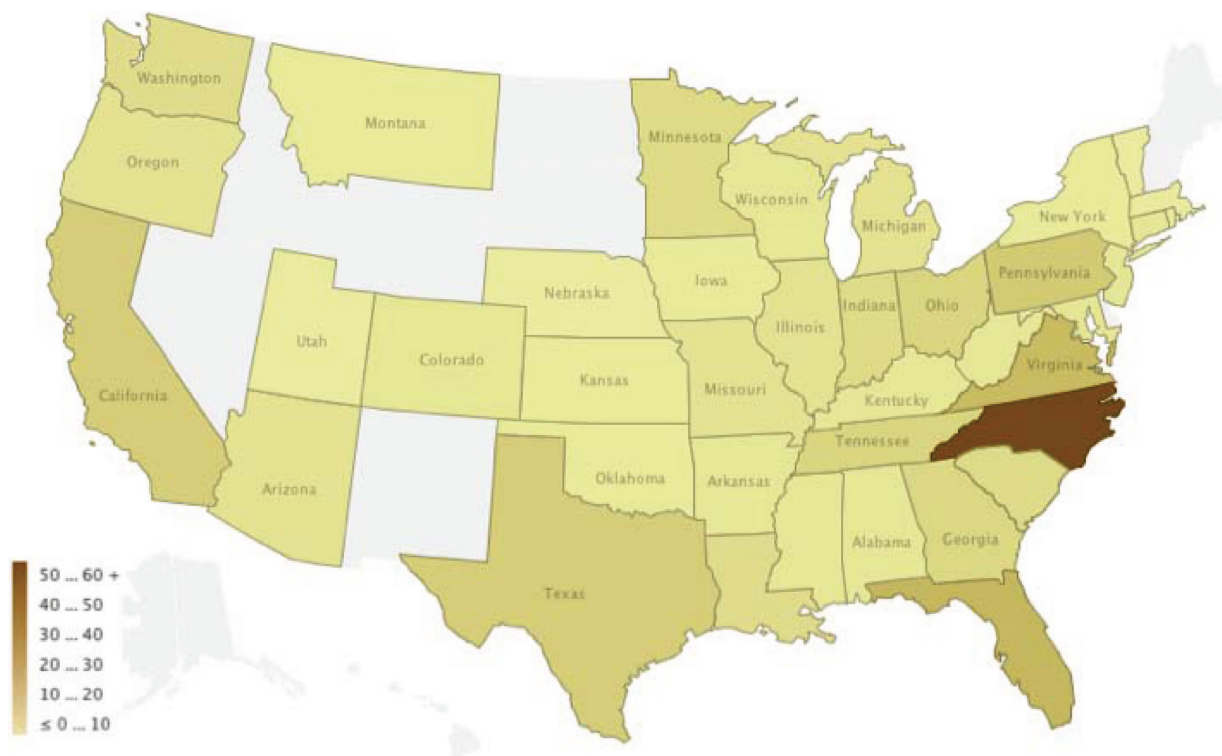 Washington
Montana
Minnesota
Oregon
Wisconsin
Michigan
New York
Pennsylvania
Iowa
Nebraska
Illinois
Indiana
Ohio
Utah
Colorado
Virginia
California
Kansas
Missouri
Kentucky
Tennessee
Arizona
Oklahoma
Arkansas
Alabama
Georgia
Texas
50 ... 60 +
40 ... 50
30 ... 40
20 ... 30
10 ... 20
≤ 0 ... 10